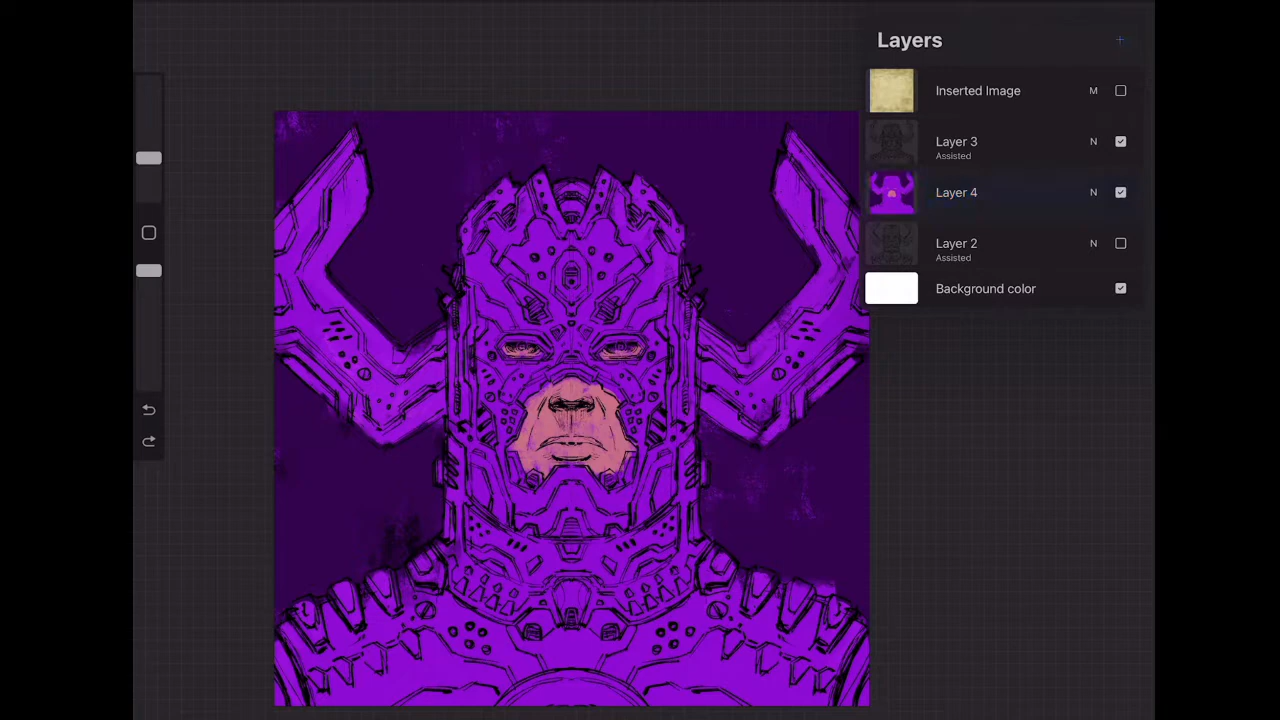 Layers
Inserted Image M
Layer 3 N
Assisted
Layer 4 N
Layer 2 N
Assisted
Background color